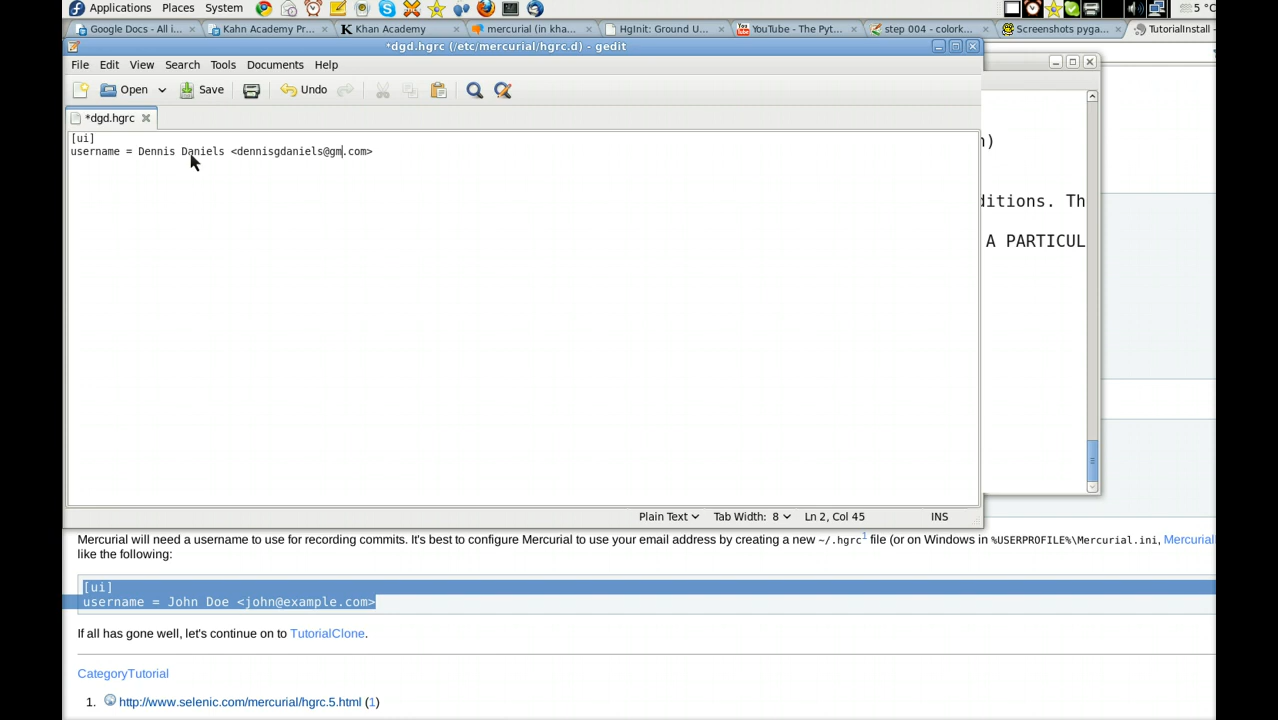 Applications Places System 5 °C
Google Docs - All i... Kahn Academy Pr... Khan Academy mercurial (in kha... HgInit: Ground U... YouTube - The Pyt... step 004 - colork... Screenshots pyga... TutorialInstall -
*dgd.hgrc (/etc/mercurial/hgrc.d) - gedit
File Edit View Search Tools Documents Help
Open Save Undo
*dgd.hgrc
[ui]
username = Dennis Daniels <dennisgdaniels@gm.com>
)
ditions. Th
A PARTICUL
Plain Text Tab Width: 8 Ln 2, Col 45 INS
Mercurial will need a username to use for recording commits. It's best to configure Mercurial to use your email address by creating a new ~/.hgrc1 file (or on Windows in %USERPROFILE%\Mercurial.ini, Mercurial
like the following:
[ui]
username = John Doe <john@example.com>
If all has gone well, let's continue on to TutorialClone.
CategoryTutorial
1. http://www.selenic.com/mercurial/hgrc.5.html (1)